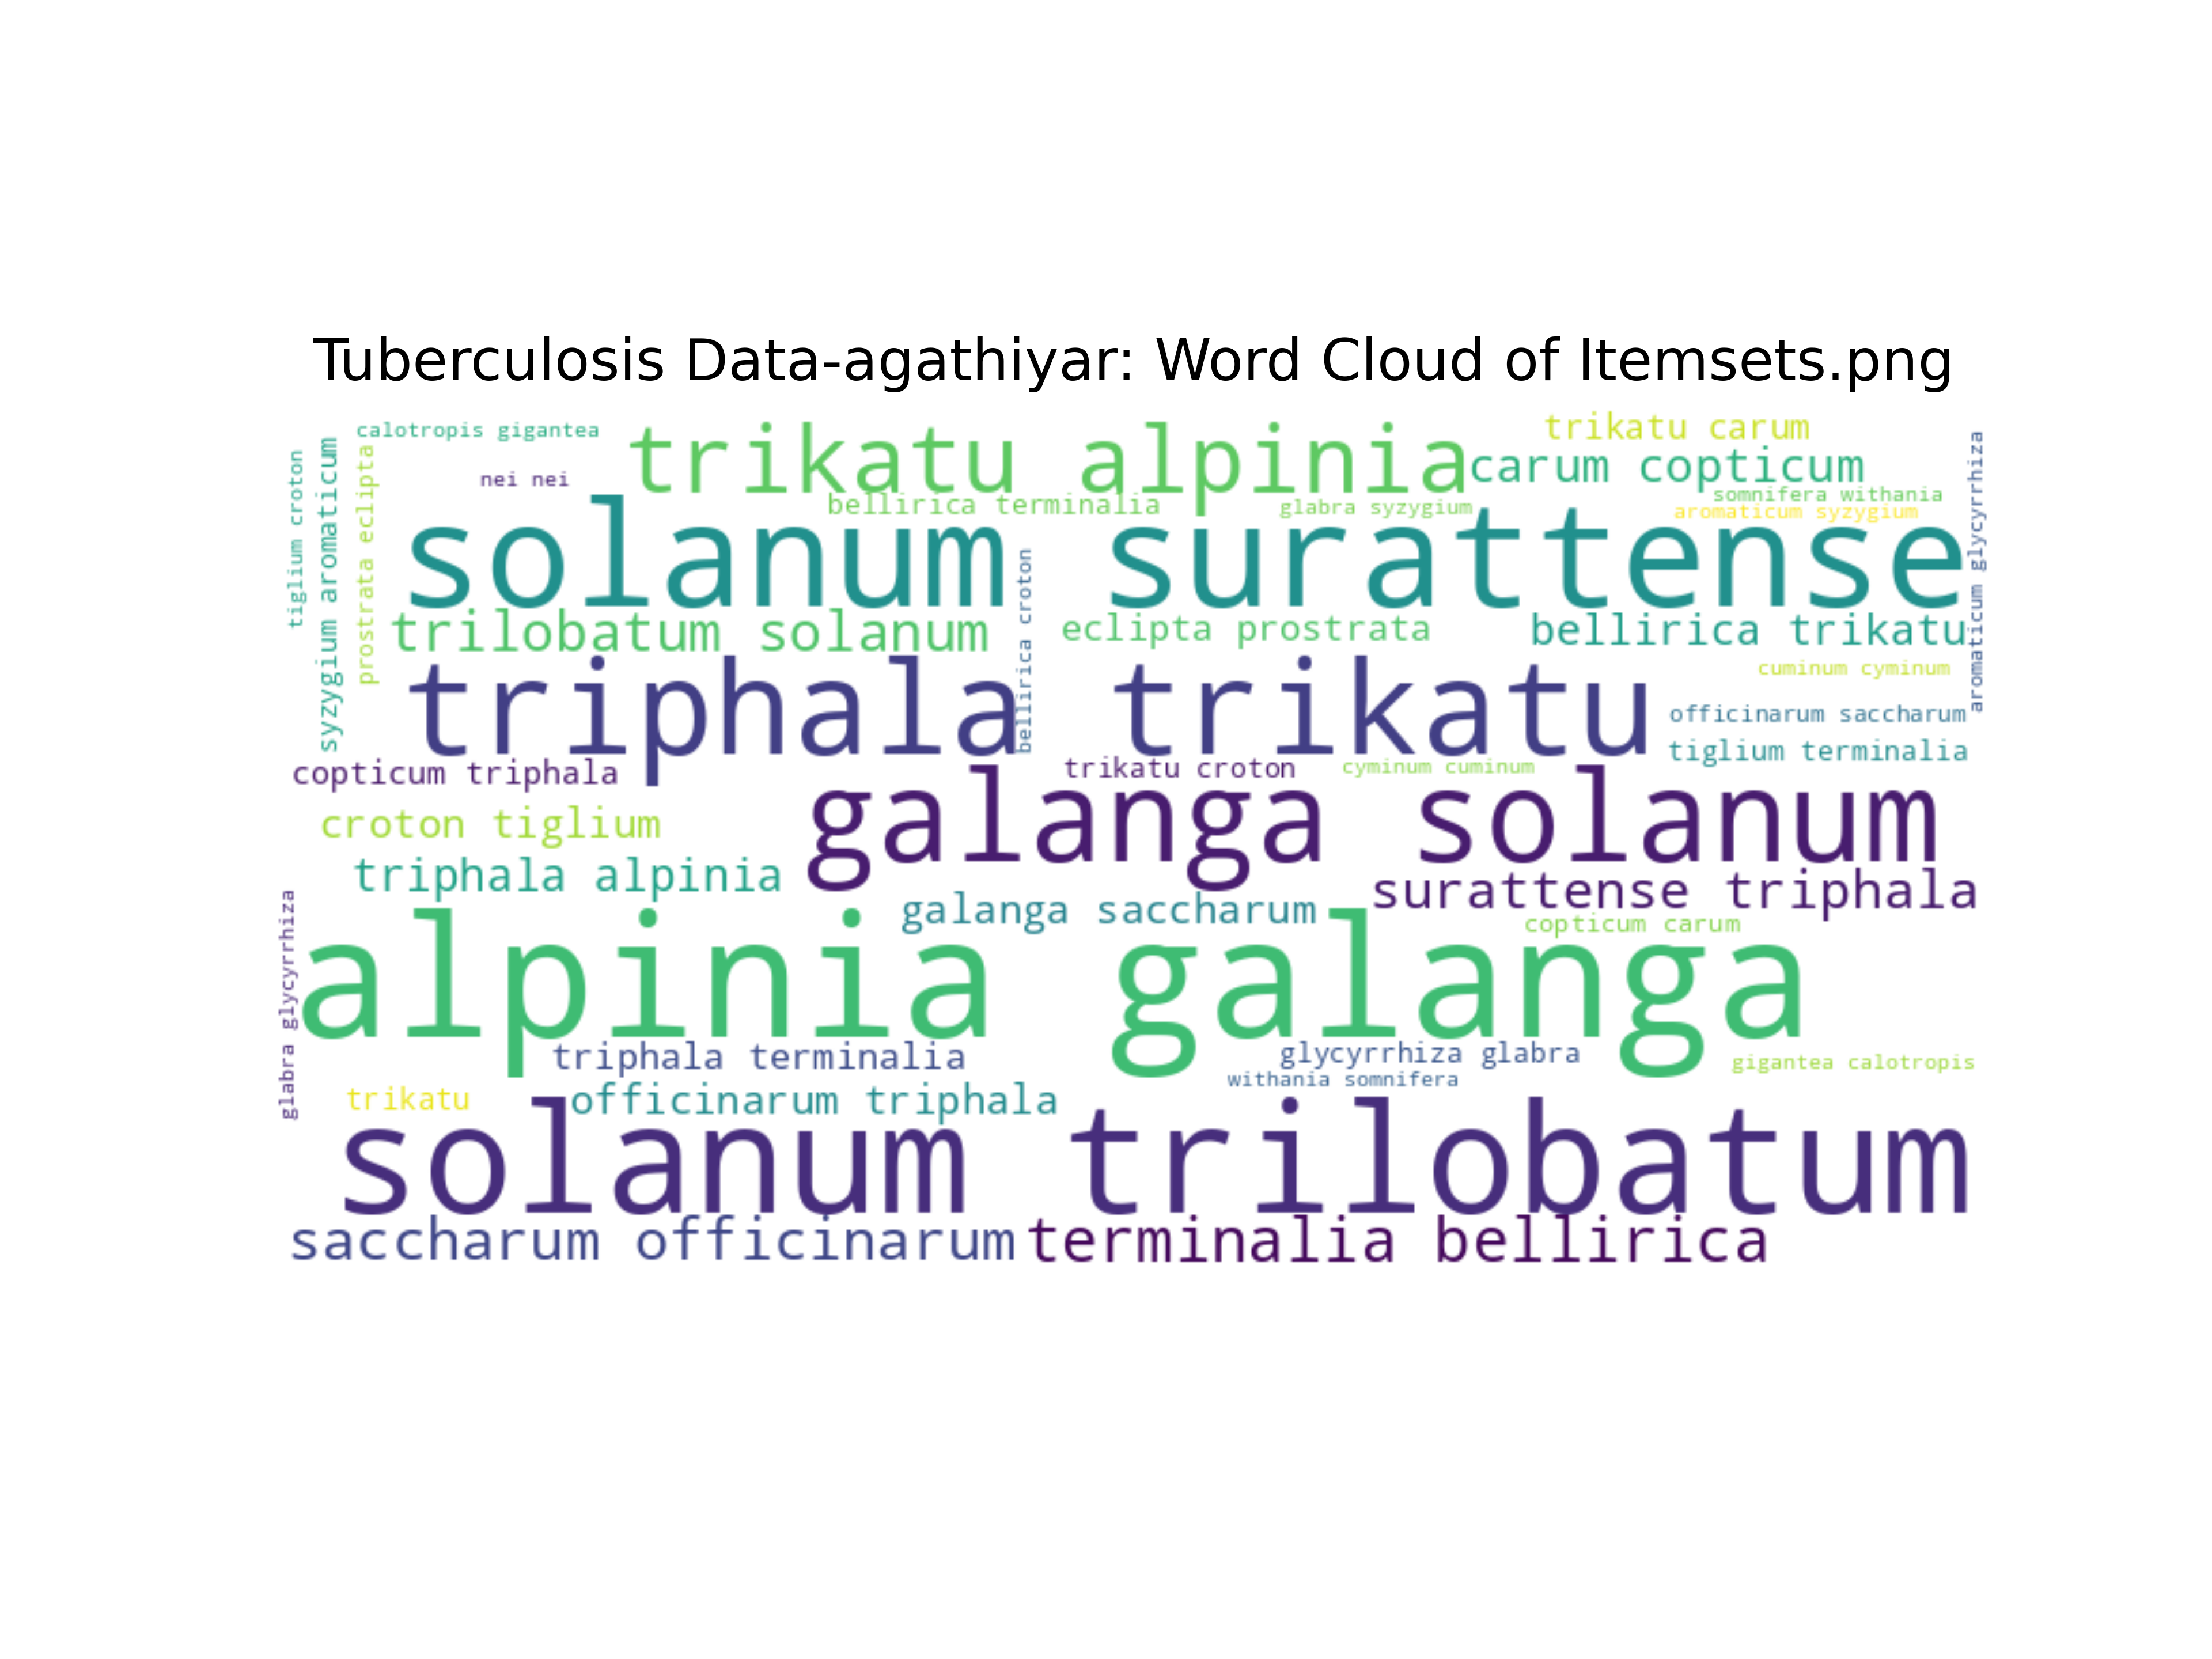 Tuberculosis Data-agathiyar: Word Cloud of Itemsets.png
calotropis gigantea
trikatu alpinia
trikatu carum
carum copticum
nei nei
bellirica terminalia
glabra syzygium
somnifera withania
aromaticum syzygium
tiglium croton
syzygium aromaticum
prostrata eclipta
aromaticum glycyrrhiza
solanum surattense
bellirica croton
trilobatum solanum
eclipta prostrata
bellirica trikatu
triphala trikatu
cuminum cyminum
officinarum saccharum
tiglium terminalia
copticum triphala
trikatu croton
cyminum cuminum
croton tiglium
galanga solanum
triphala alpinia
surattense triphala
galanga saccharum
copticum carum
glabra glycyrrhiza
alpinia galanga
triphala terminalia
glycyrrhiza glabra
gigantea calotropis
withania somnifera
trikatu
officinarum triphala
solanum trilobatum
saccharum officinarum
terminalia bellirica